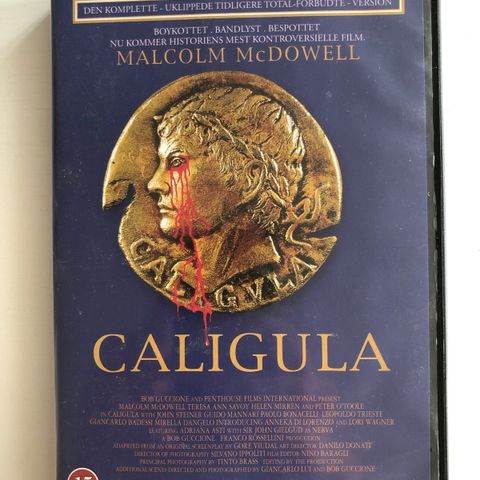 DEN KOMPLETTE - UKLIPPEDE TIDLIGERE TOTAL-FORBUDTE - VERSION
BOYKOTTET . BANDLYST . BESPOTTET
NU KOMMER HISTORIENS MEST KONTROVERSIELLE FILM.
MALCOLM McDOWELL
CAEGVLA
CALIGULA
BOB GUCCIONE AND PENTHOUSE FILMS INTERNATIONAL PRESENT
MALCOLM McDOWELL TERESA ANN SAVOY HELEN MIRREN AND PETER O'TOOLE
IN CALIGULA WITH JOHN STEINER GUIDO MANNARI PAOLO BONACELLI LEOPOLDO TRIESTE
GIANCARLO BADESSI MIRELLA DANGELO INTRODUCING ANNEKA DI LORENZO AND LORI WAGNER
FEATURING ADRIANA ASTI WITH SIR JOHN GIELGUD AS NERVA
A BOB GUCCIONE FRANCO ROSSELLINI PRODUCTION
ADAPTED FROM AN ORIGINAL SCREENPLAY BY GORE VIDAL ART DIRECTOR DANILO DONATI
DIRECTOR OF PHOTOGRAPHY SILVANO IPPOLITI FILM EDITOR NINO BARAGLI
PRINCIPAL PHOTOGRAPHY BY TINTO BRASS EDITING BY THE PRODUCTION
ADDITIONAL SCENES DIRECTED AND PHOTOGRAPHED BY GIANCARLO LUI AND BOB GUCCIONE